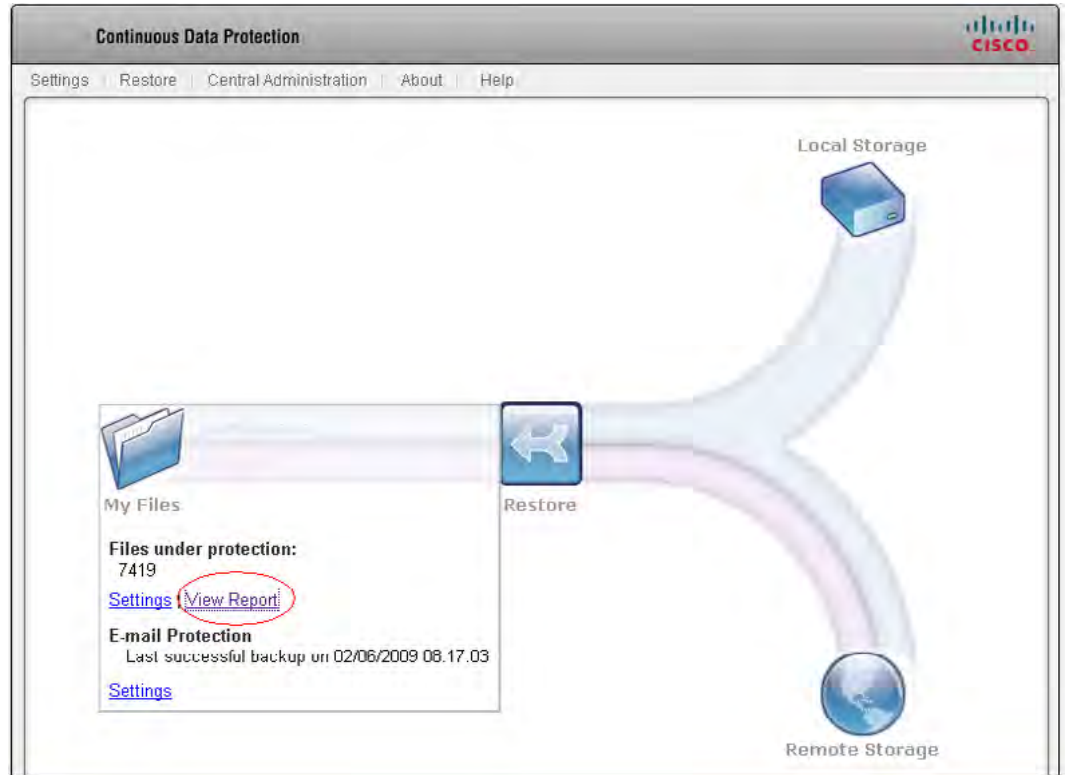 Continuous Data Protection
CISCO
Settings | Restore | Central Administration | About | Help
Local Storage
My Files
Restore
Files under protection:
7419
Settings | View Report
E-mail Protection
Last successful backup on 02/06/2009 08.17.03
Settings
Remote Storage